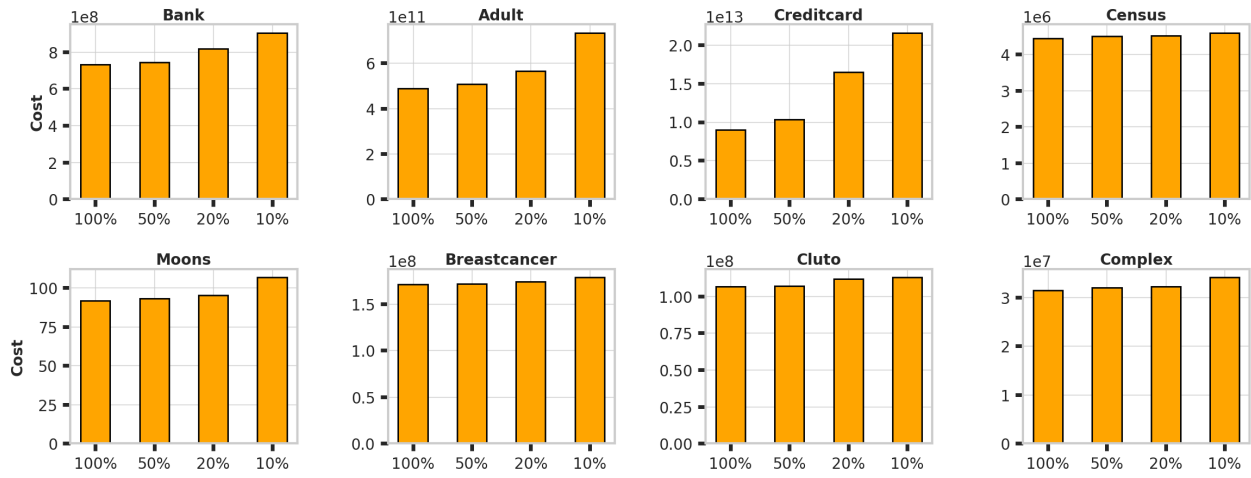 1e8 Bank
8
6
4
2
0
Cost
100% 50% 20% 10%
1e11 Adult
6
4
2
0
100% 50% 20% 10%
1e13 Creditcard
2.0
1.5
1.0
0.5
0.0
100% 50% 20% 10%
1e6 Census
4
3
2
1
0
100% 50% 20% 10%
Moons
100
75
50
25
0
Cost
100% 50% 20% 10%
1e8 Breastcancer
1.5
1.0
0.5
0.0
100% 50% 20% 10%
1e8 Cluto
1.00
0.75
0.50
0.25
0.00
100% 50% 20% 10%
1e7 Complex
3
2
1
0
100% 50% 20% 10%